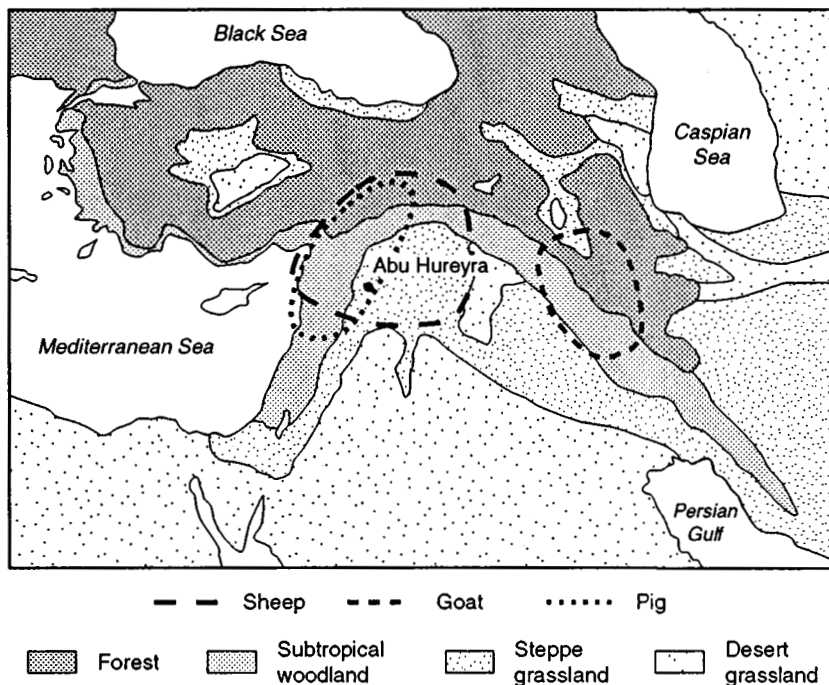 Black Sea
Caspian
Sea
Abu Hureyra
Mediterranean Sea
Persian
Gulf
Sheep Goat Pig
Forest Subtropical woodland Steppe grassland Desert grassland